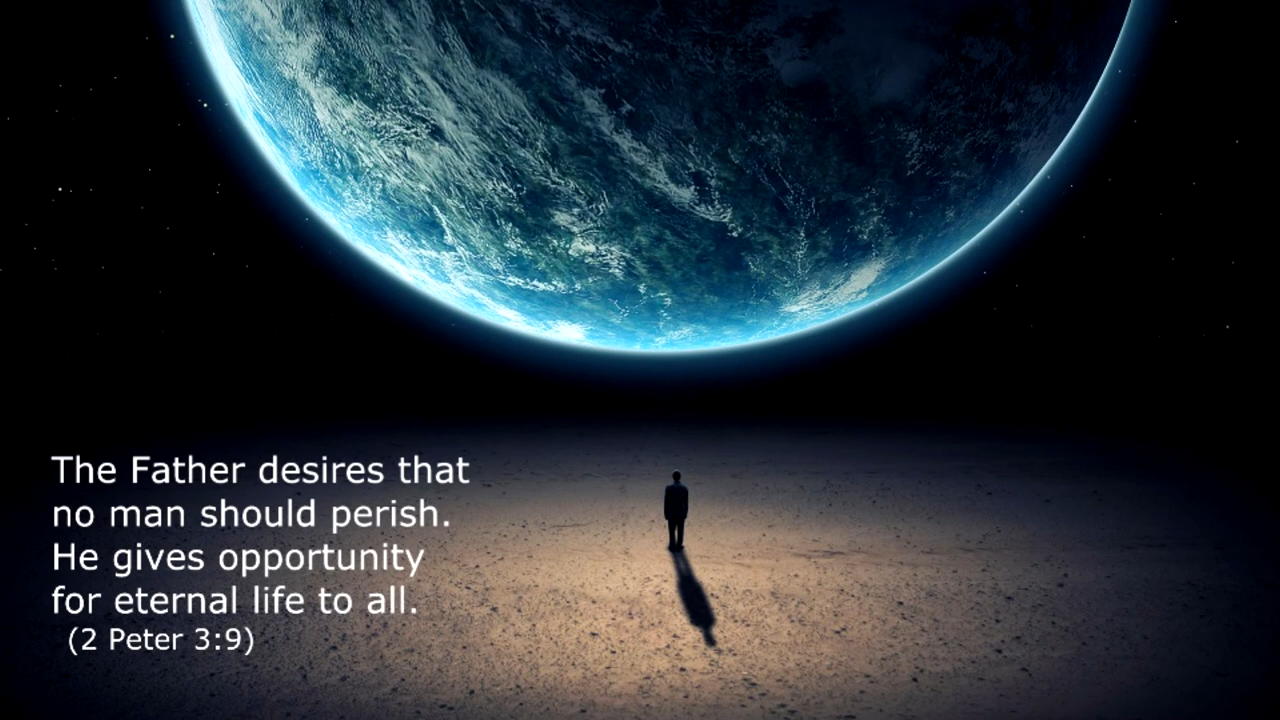 The Father desires that
no man should perish.
He gives opportunity
for eternal life to all.
(2 Peter 3:9)